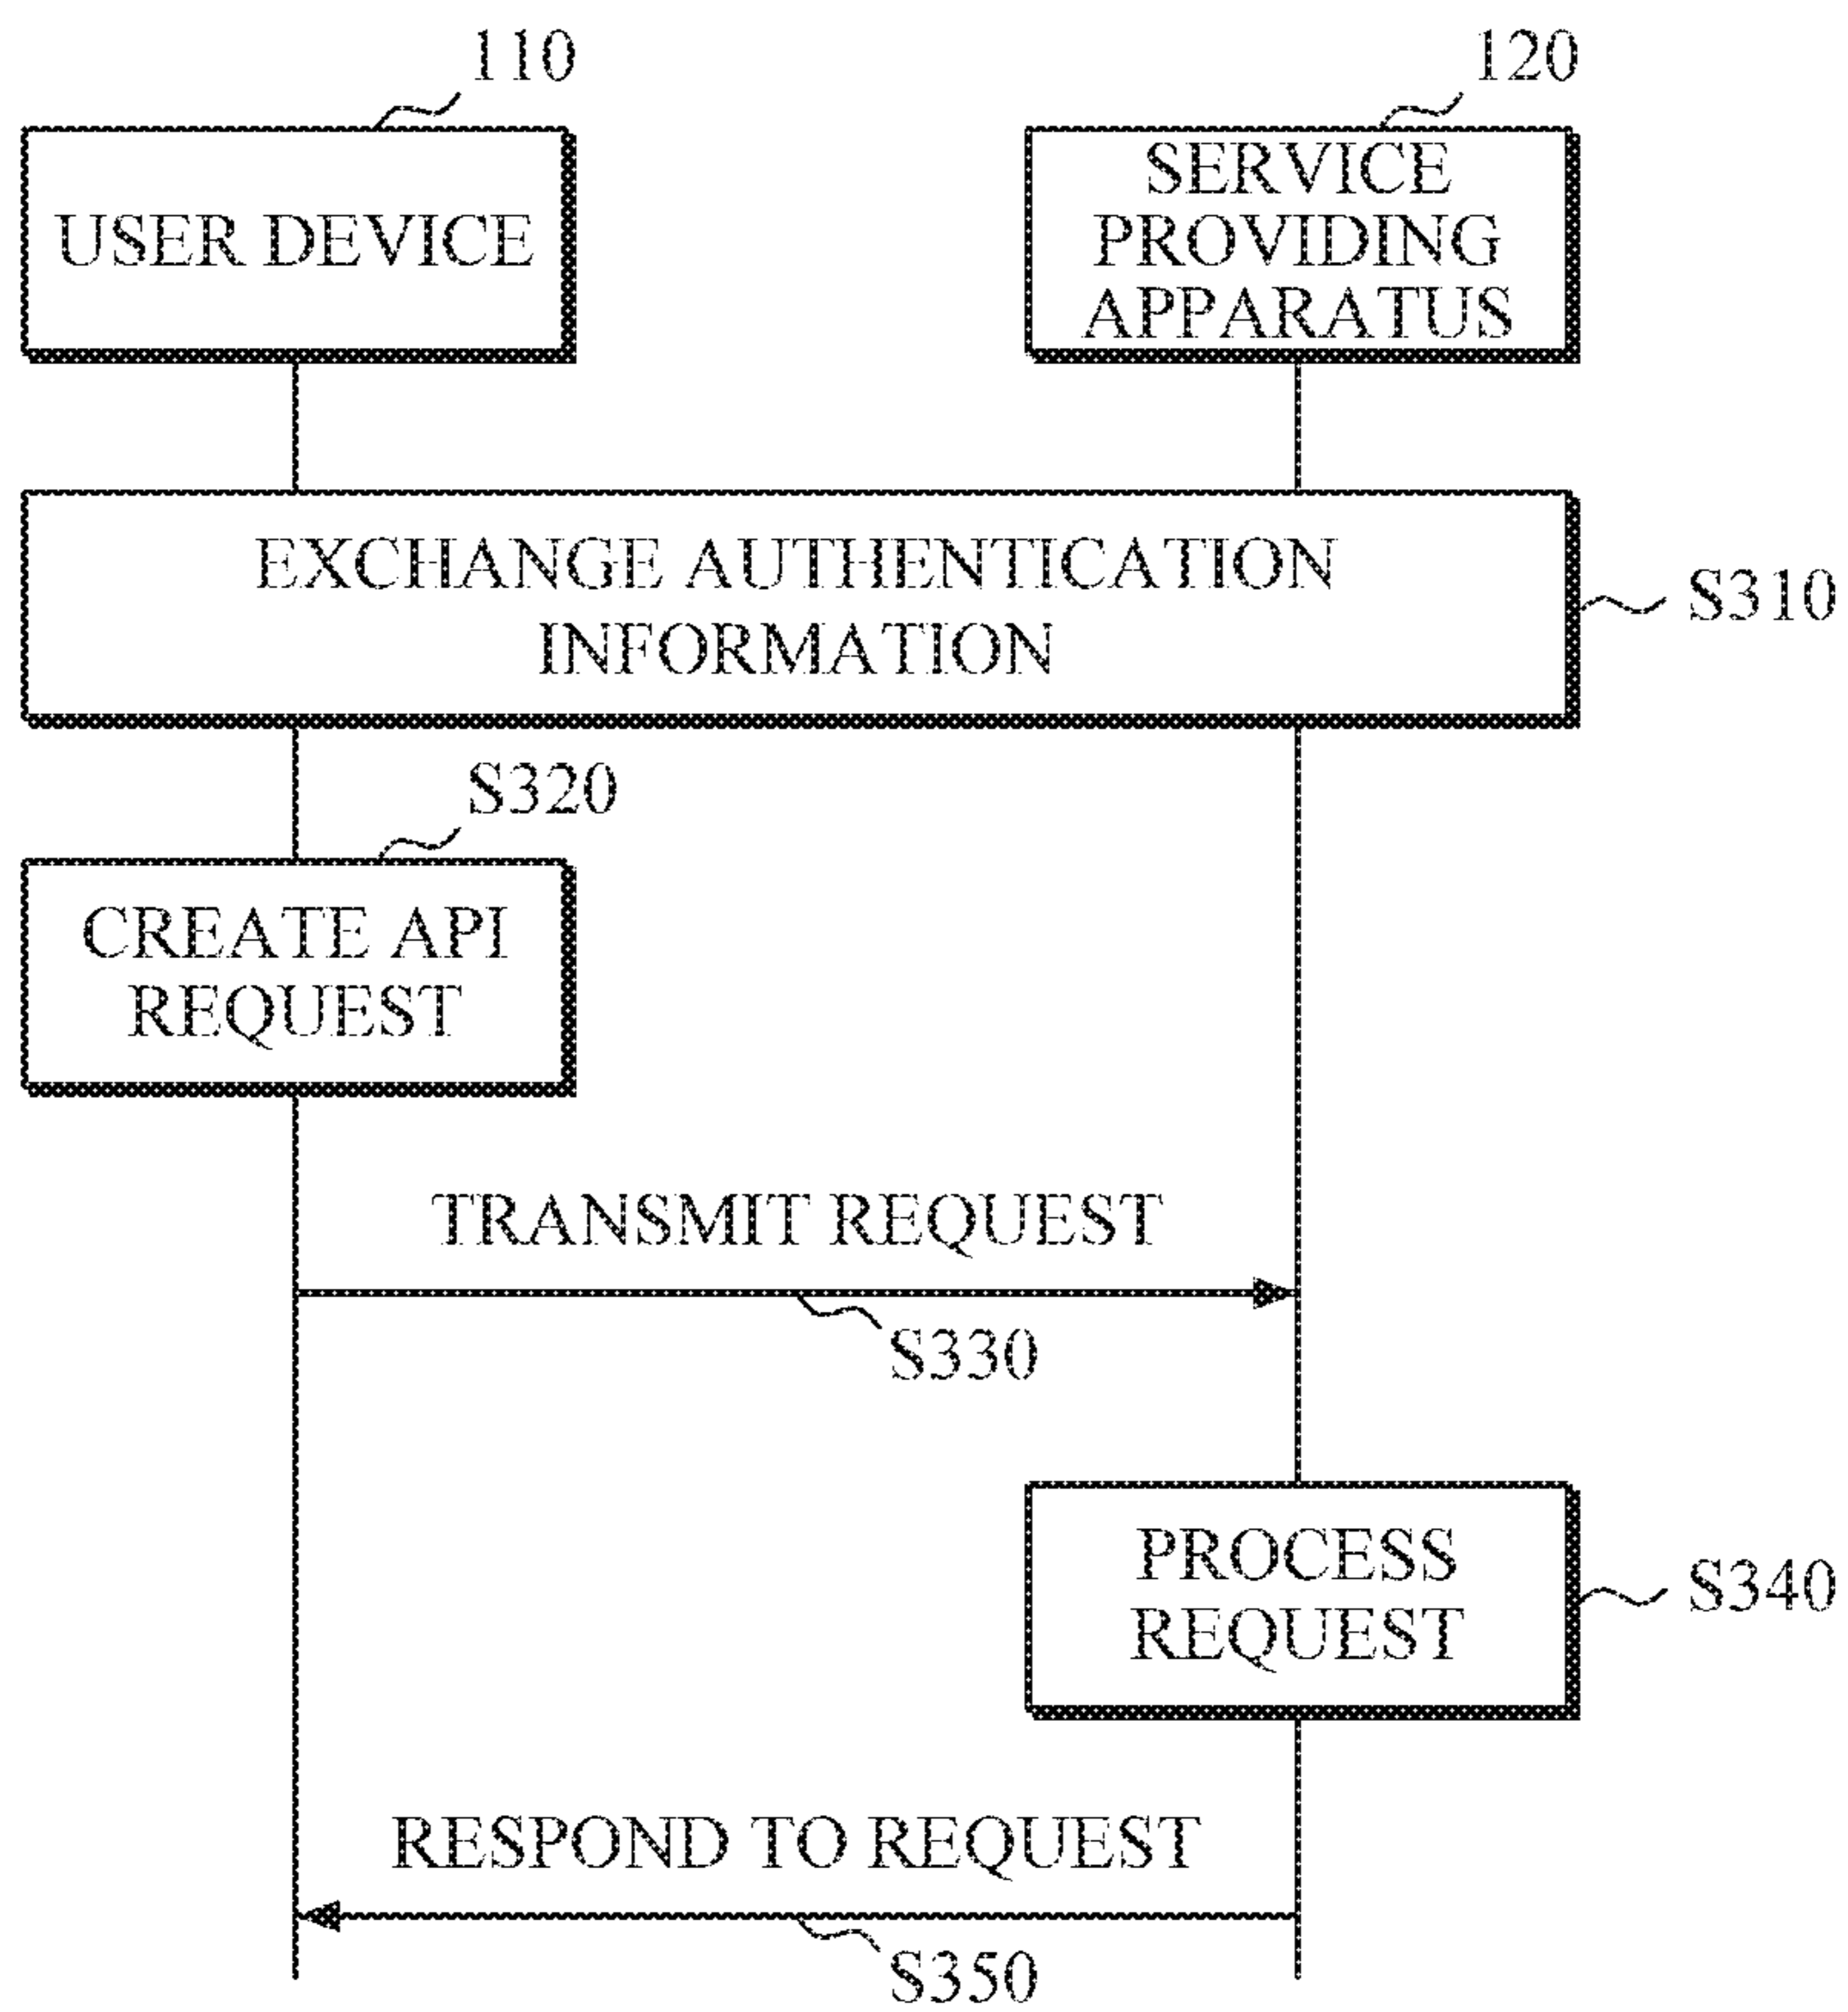 110
120
USER DEVICE
SERVICE
PROVIDING
APPARATUS
EXCHANGE AUTHENTICATION
INFORMATION
S310
S320
CREATE API
REQUEST
TRANSMIT REQUEST
S330
PROCESS
REQUEST
S340
RESPOND TO REQUEST
S350